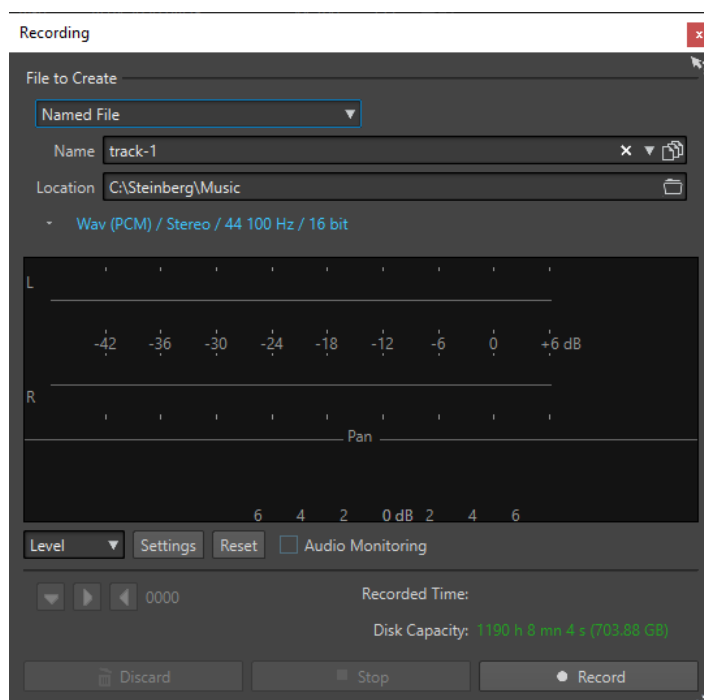 Recording
x
File to Create
Named File
Name track-1
Location C:\Steinberg\Music
Wav (PCM) / Stereo / 44 100 Hz / 16 bit
L
-42 -36 -30 -24 -18 -12 -6 0 +6 dB
R
Pan
6 4 2 0 dB 2 4 6
Level Settings Reset Audio Monitoring
0000 Recorded Time:
Disk Capacity: 1190 h 8 mn 4 s (703.88 GB)
Discard Stop Record